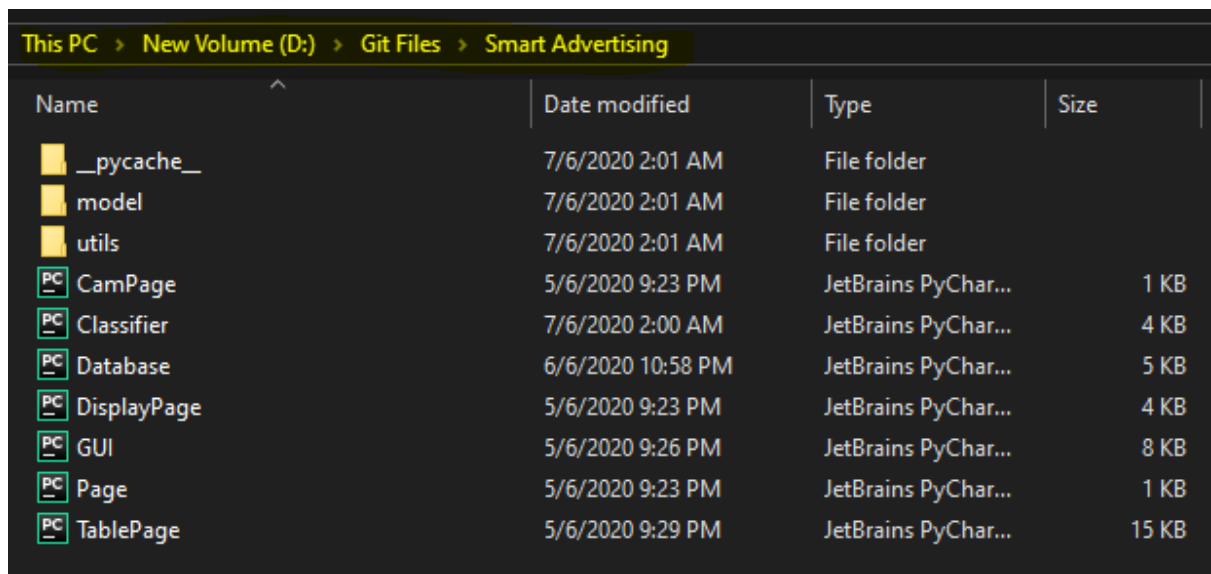 This PC > New Volume (D:) > Git Files > Smart Advertising
Name Date modified Type Size
__pycache__ 7/6/2020 2:01 AM File folder
model 7/6/2020 2:01 AM File folder
utils 7/6/2020 2:01 AM File folder
PC CamPage 5/6/2020 9:23 PM JetBrains PyChar... 1 KB
PC Classifier 7/6/2020 2:00 AM JetBrains PyChar... 4 KB
PC Database 6/6/2020 10:58 PM JetBrains PyChar... 5 KB
PC DisplayPage 5/6/2020 9:23 PM JetBrains PyChar... 4 KB
PC GUI 5/6/2020 9:26 PM JetBrains PyChar... 8 KB
PC Page 5/6/2020 9:23 PM JetBrains PyChar... 1 KB
PC TablePage 5/6/2020 9:29 PM JetBrains PyChar... 15 KB